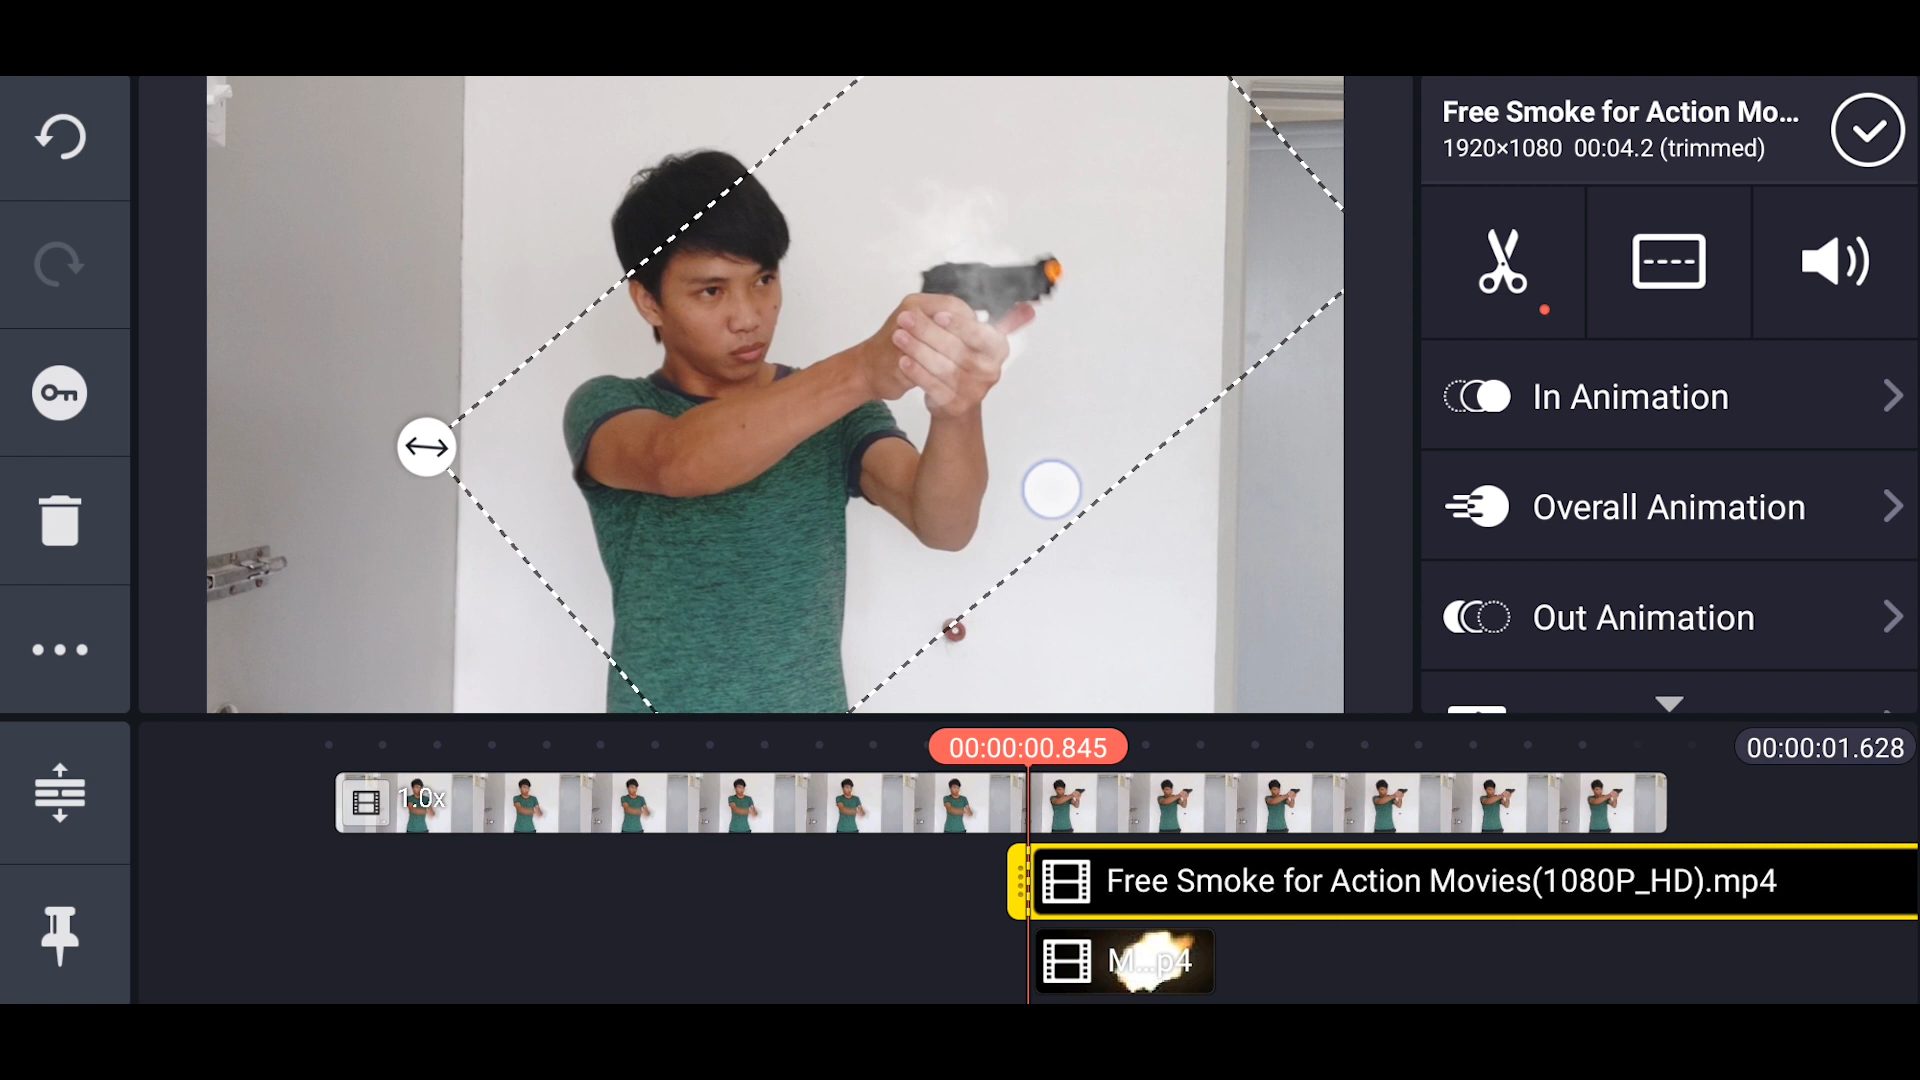 Free Smoke for Action Mo...
1920×1080 00:04.2 (trimmed)
In Animation
Overall Animation
Out Animation
00:00:00.845
00:00:01.628
1.0x
Free Smoke for Action Movies(1080P_HD).mp4
M...p4